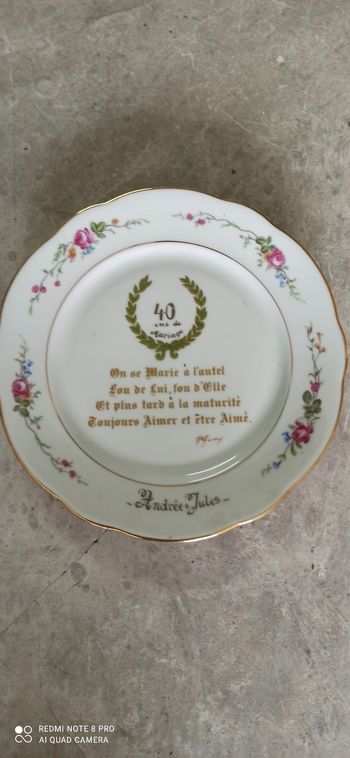 40
ans de
Mariage
On se Marie à l'autel
Fou de Lui, fou d'Elle
Et plus tard à la maturité
Toujours Aimer et être Aimé.
- Andrée & Jules -
REDMI NOTE 8 PRO
AI QUAD CAMERA